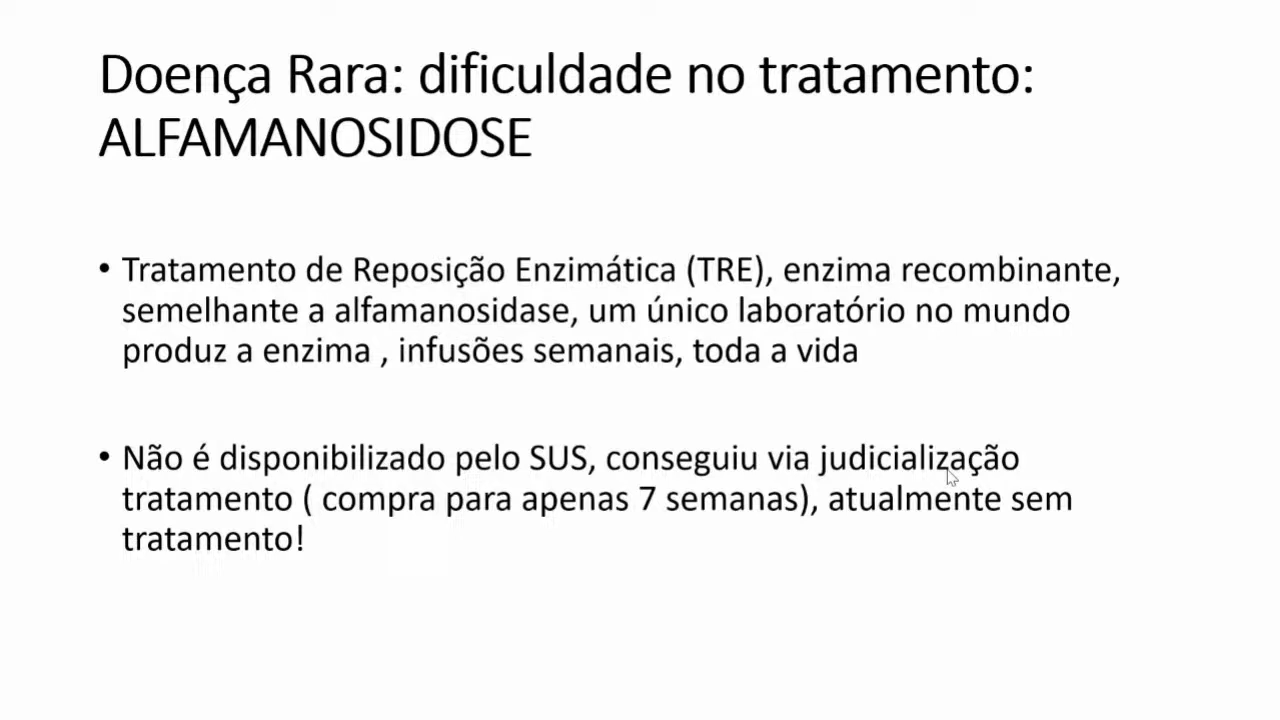 Doença Rara: dificuldade no tratamento:
ALFAMANOSIDOSE
• Tratamento de Reposição Enzimática (TRE), enzima recombinante,
semelhante a alfamanosidase, um único laboratório no mundo
produz a enzima , infusões semanais, toda a vida
• Não é disponibilizado pelo SUS, conseguiu via judicialização
tratamento ( compra para apenas 7 semanas), atualmente sem
tratamento!